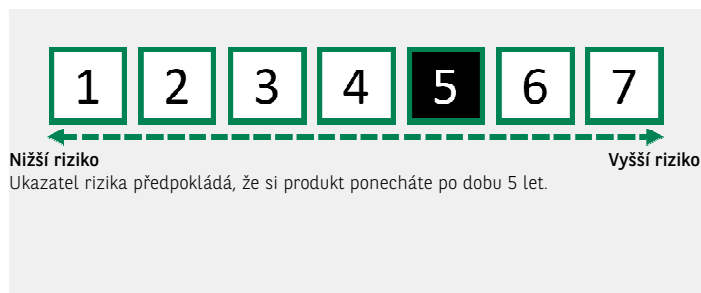 1 2 3 4 5 6 7
Nižší riziko Vyšší riziko
Ukazatel rizika předpokládá, že si produkt ponecháte po dobu 5 let.